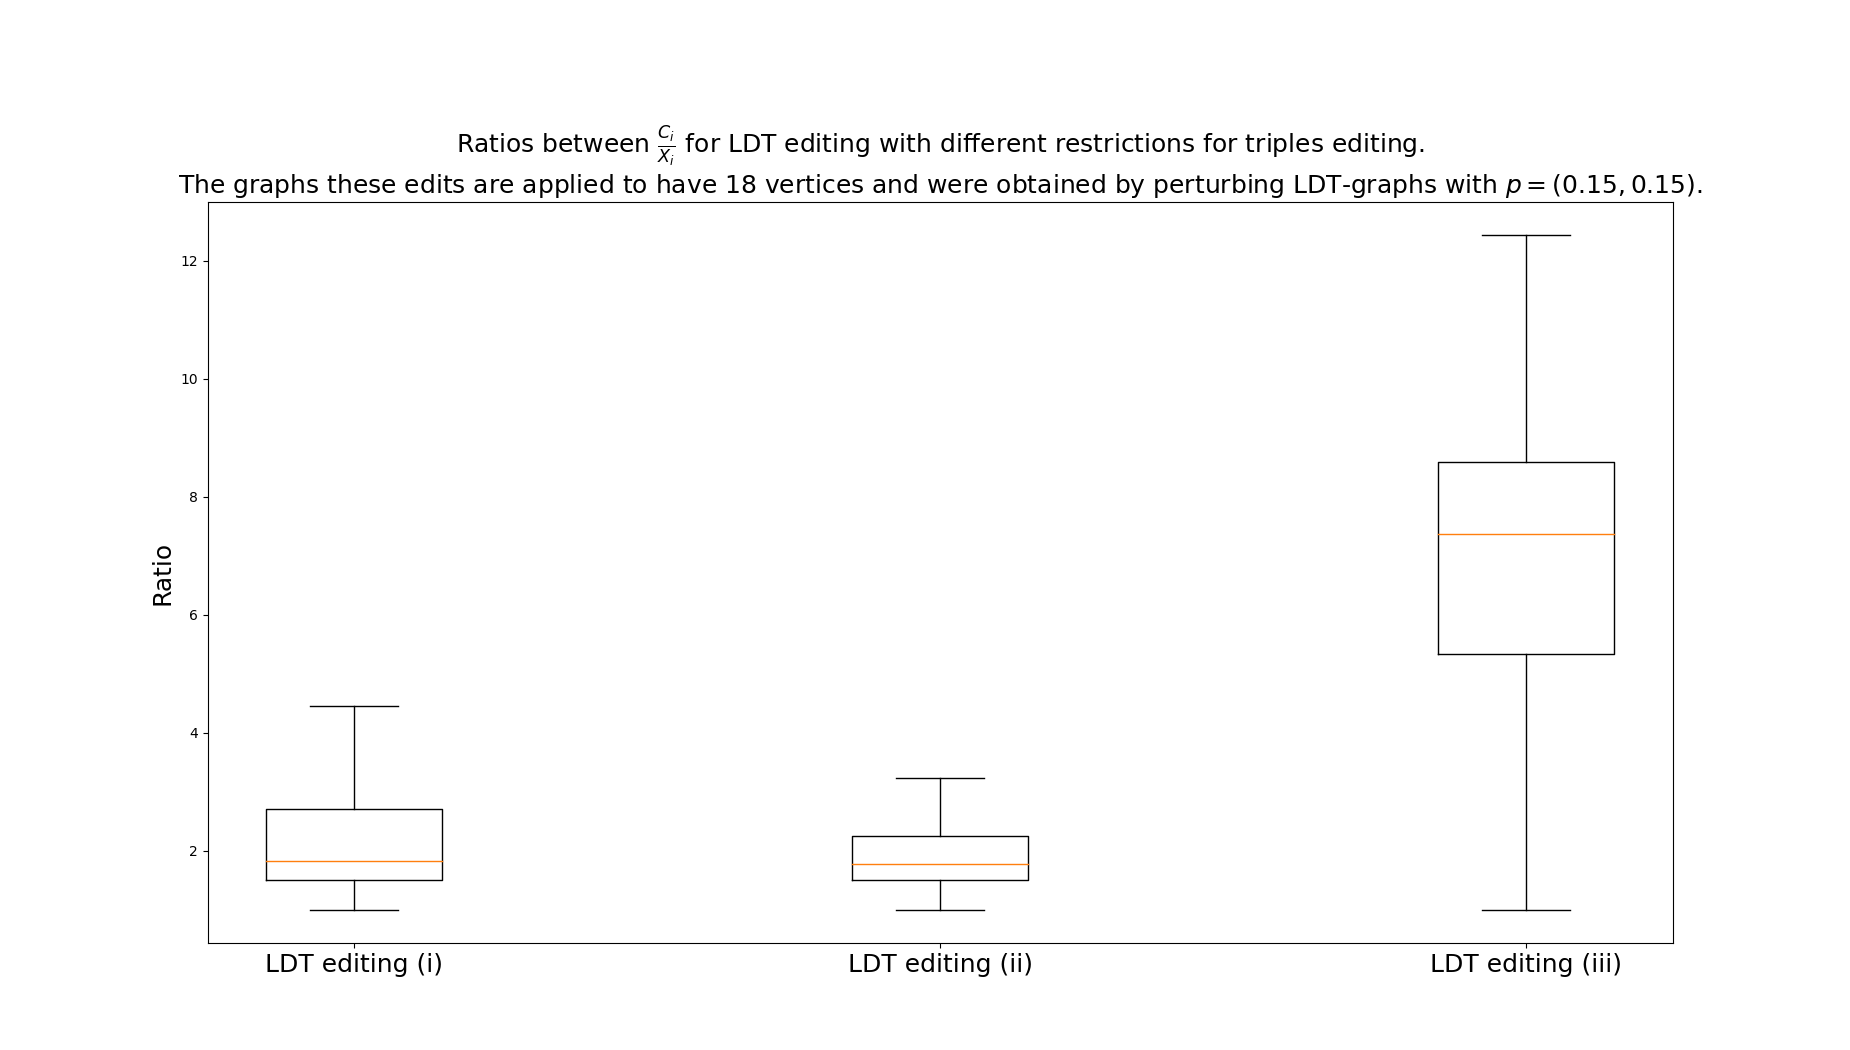 Ratios between $\frac{C_i}{X_i}$ for LDT editing with different restrictions for triples editing.
The graphs these edits are applied to have 18 vertices and were obtained by perturbing LDT-graphs with $p = (0.15, 0.15)$.
12
10
8
6
4
2
Ratio
LDT editing (i)
LDT editing (ii)
LDT editing (iii)